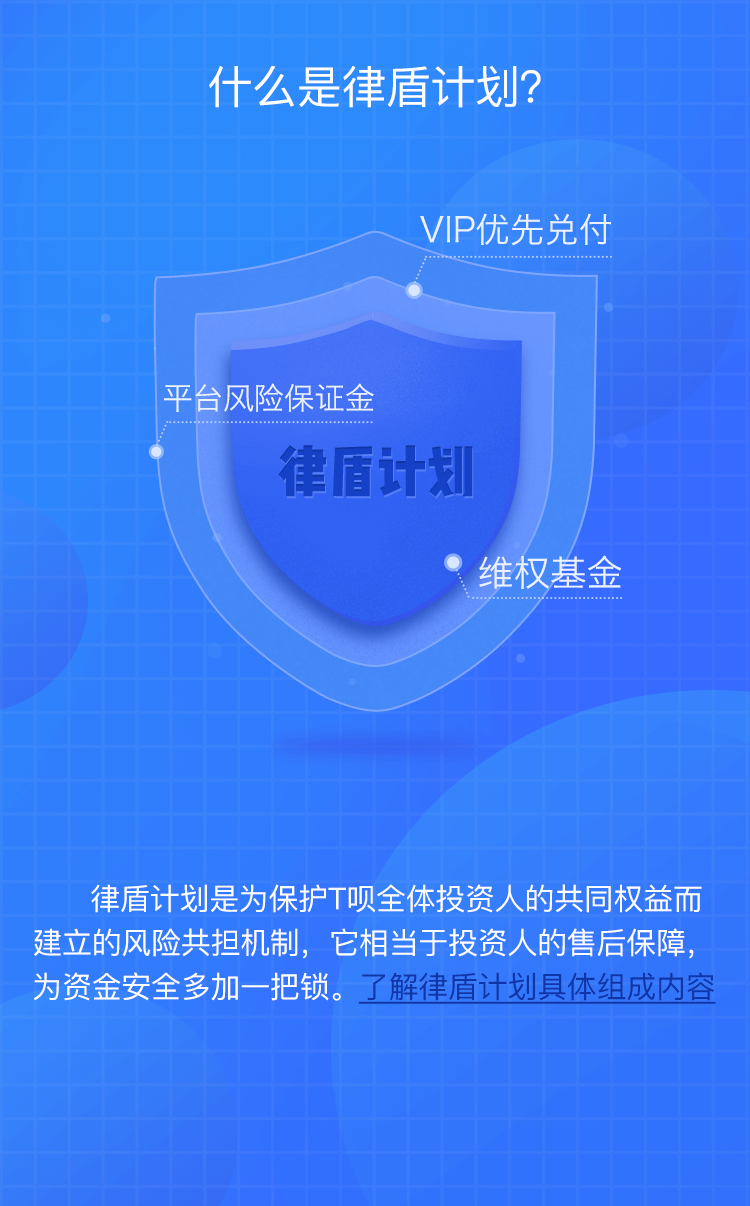 什么是律盾计划?
VIP优先兑付
平台风险保证金
律盾计划
维权基金
律盾计划是为保护T呗全体投资人的共同权益而
建立的风险共担机制，它相当于投资人的售后保障，
为资金安全多加一把锁。了解律盾计划具体组成内容